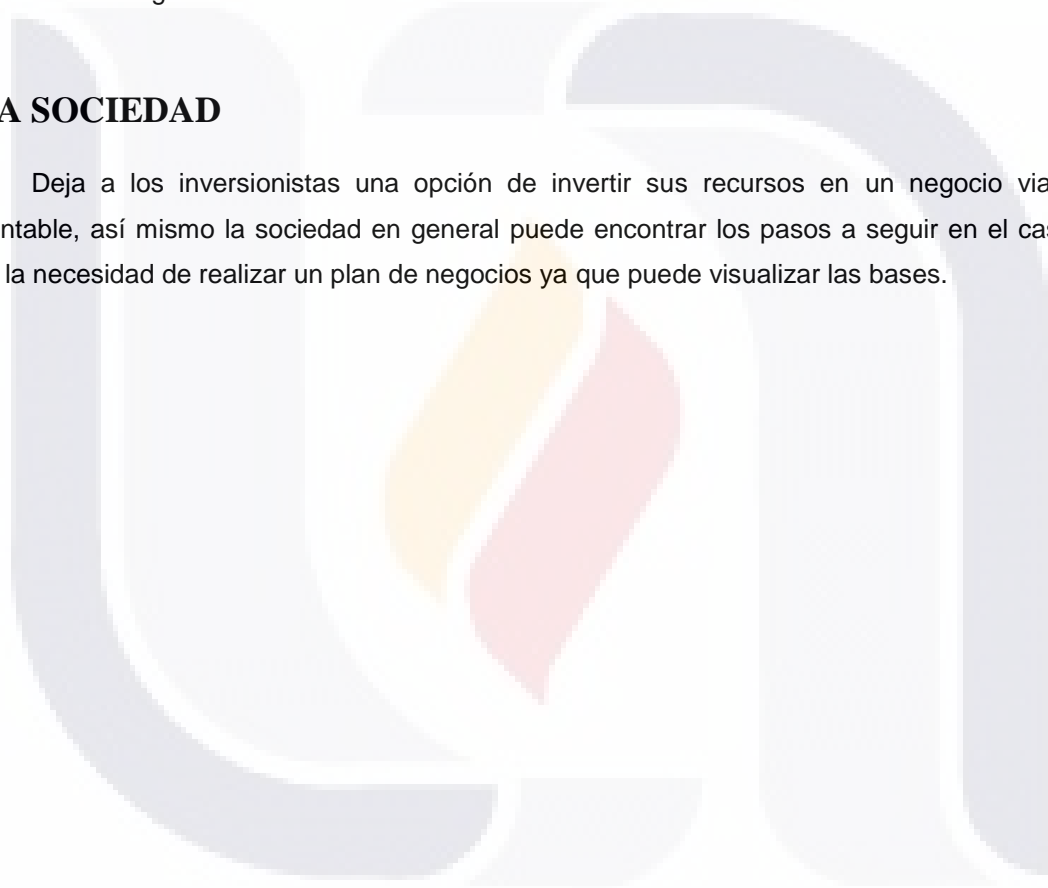 A SOCIEDAD
Deja a los inversionistas una opción de invertir sus recursos en un negocio via
ntable, así mismo la sociedad en general puede encontrar los pasos a seguir en el cas
la necesidad de realizar un plan de negocios ya que puede visualizar las bases.